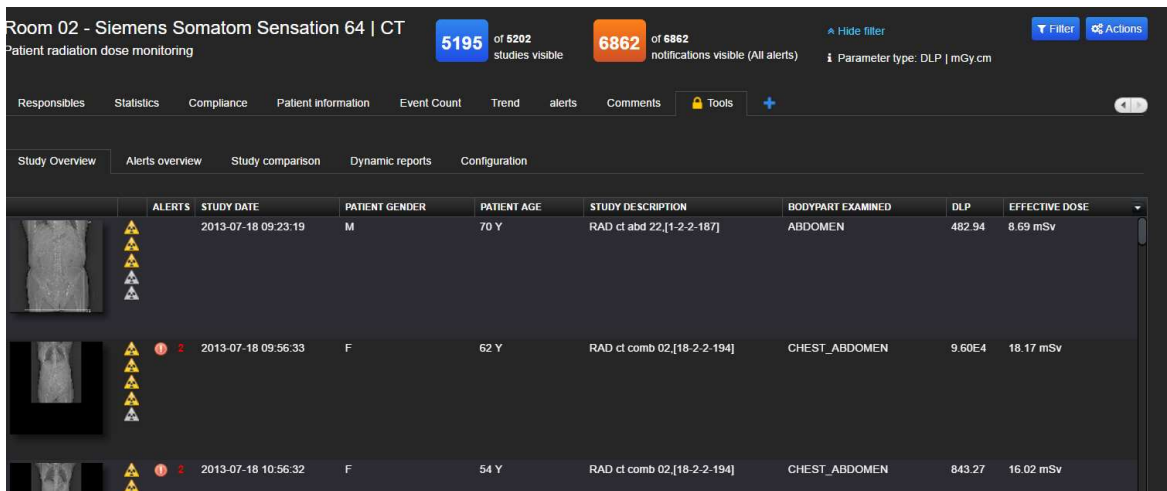 Room 02 - Siemens Somatom Sensation 64 | CT
Patient radiation dose monitoring
5195 of 5202
studies visible
6862 of 6862
notifications visible (All alerts)
Hide filter
Parameter type: DLP | mGy.cm
Filter
Actions
Responsibles Statistics Compliance Patient information Event Count Trend alerts Comments Tools
Study Overview Alerts overview Study comparison Dynamic reports Configuration
ALERTS STUDY DATE PATIENT GENDER PATIENT AGE STUDY DESCRIPTION BODYPART EXAMINED DLP EFFECTIVE DOSE
2013-07-18 09:23:19 M 70 Y RAD ct abd 22,[1-2-2-187] ABDOMEN 482.94 8.69 mSv
2 2013-07-18 09:56:33 F 62 Y RAD ct comb 02,[18-2-2-194] CHEST_ABDOMEN 9.60E4 18.17 mSv
2 2013-07-18 10:56:32 F 54 Y RAD ct comb 02,[18-2-2-194] CHEST_ABDOMEN 843.27 16.02 mSv